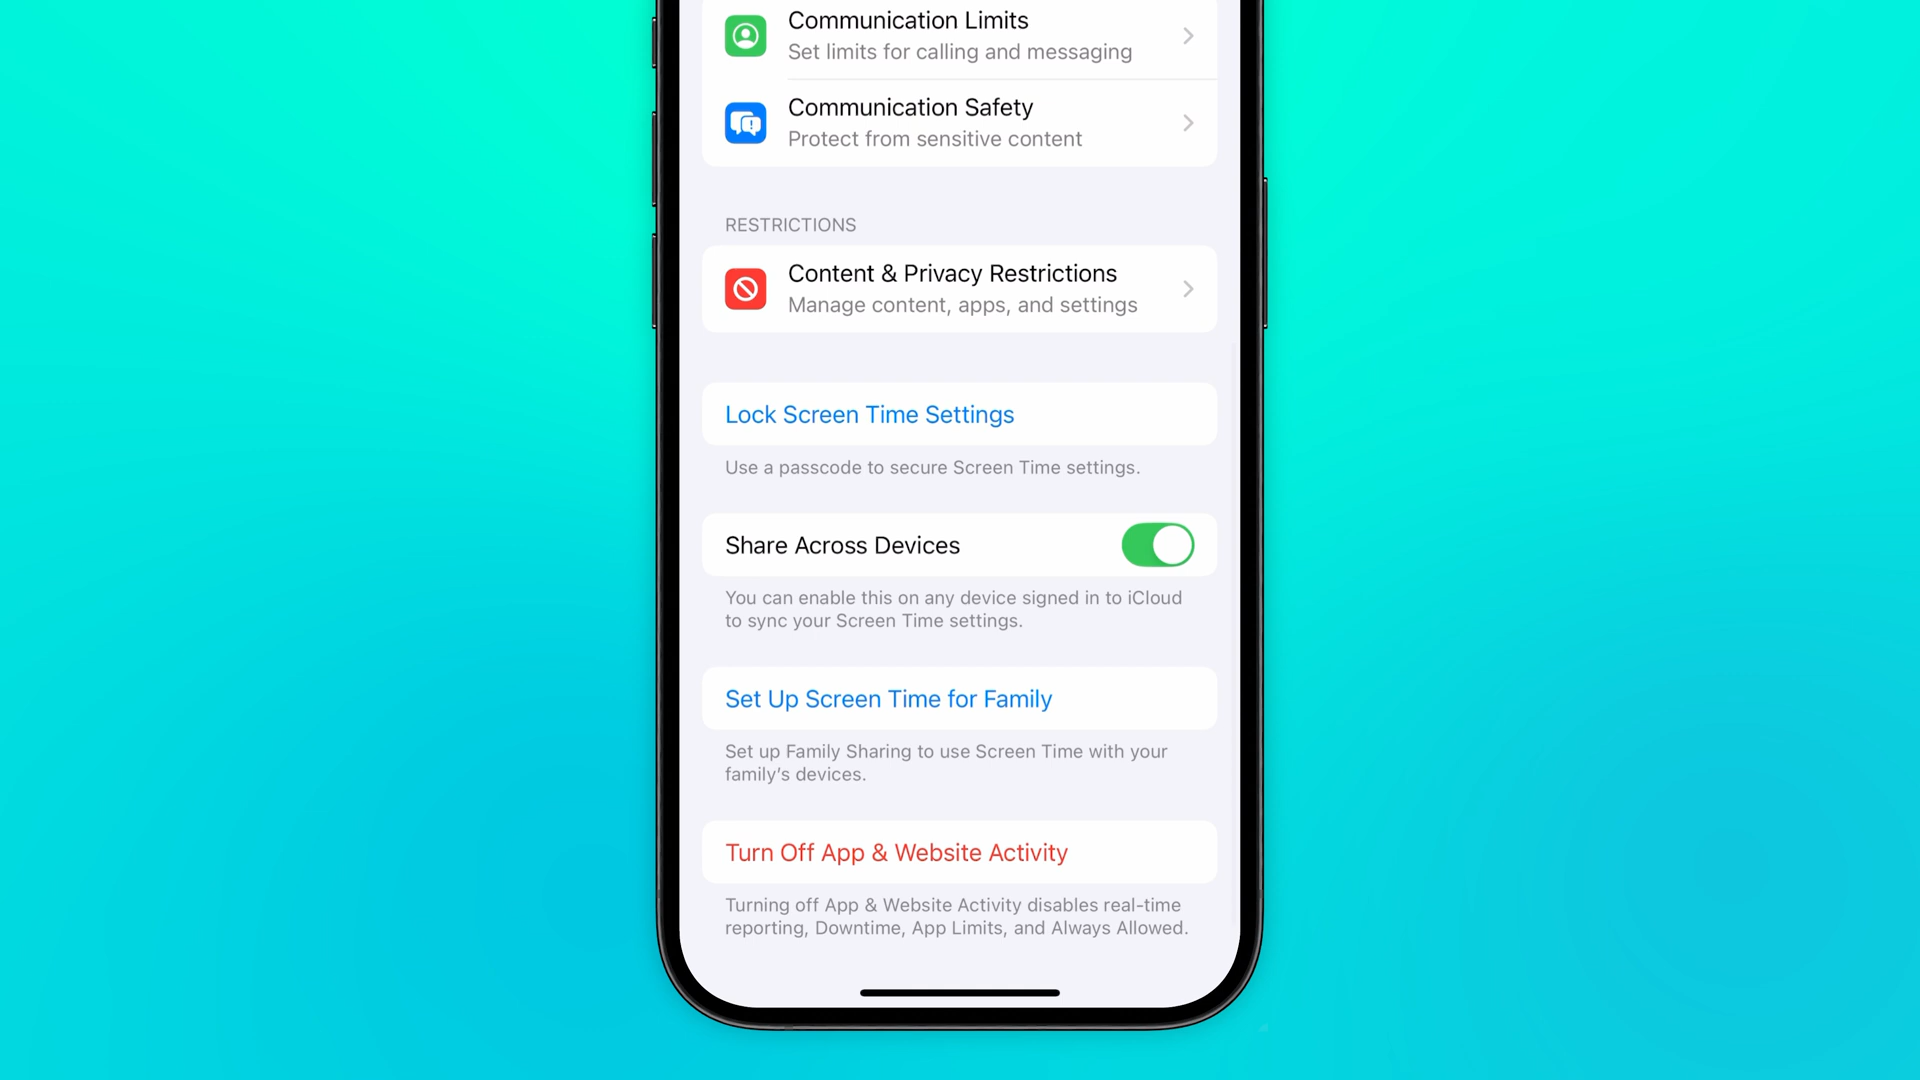 Communication Limits
Set limits for calling and messaging
Communication Safety
Protect from sensitive content
RESTRICTIONS
Content & Privacy Restrictions
Manage content, apps, and settings
Lock Screen Time Settings
Use a passcode to secure Screen Time settings.
Share Across Devices
You can enable this on any device signed in to iCloud
to sync your Screen Time settings.
Set Up Screen Time for Family
Set up Family Sharing to use Screen Time with your
family’s devices.
Turn Off App & Website Activity
Turning off App & Website Activity disables real-time
reporting, Downtime, App Limits, and Always Allowed.